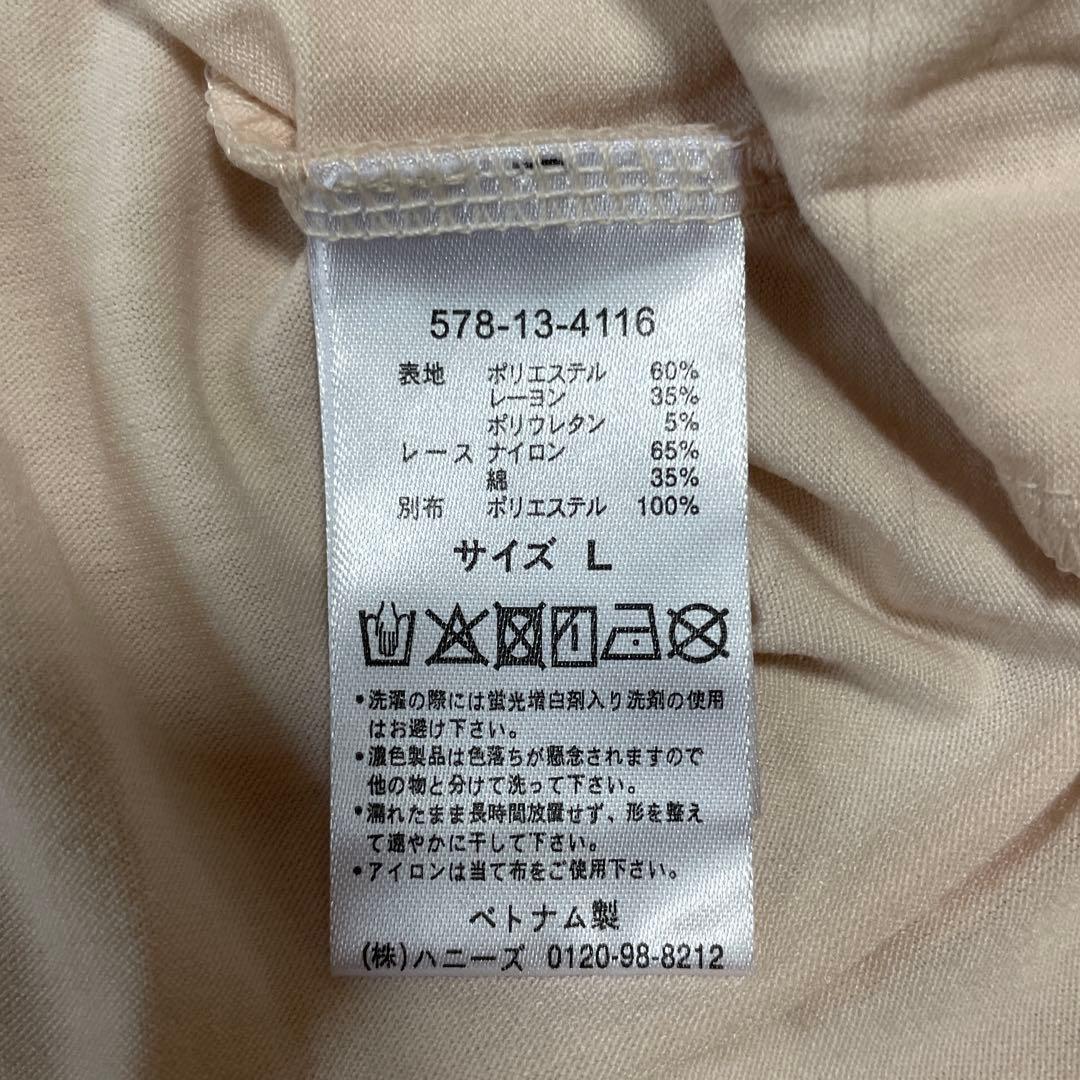 578-13-4116
表地 ポリエステル 60%
レーヨン 35%
ポリウレタン 5%
レース ナイロン 65%
綿 35%
別布 ポリエステル 100%
サイズ L
•洗濯の際には蛍光増白剤入り洗剤の使用
はお避け下さい。
•濃色製品は色落ちが懸念されますので
他の物と分けて洗って下さい。
•濡れたまま長時間放置せず、形を整え
て速やかに干して下さい。
•アイロンは当て布をご使用下さい。
ベトナム製
(株)ハニーズ 0120-98-8212